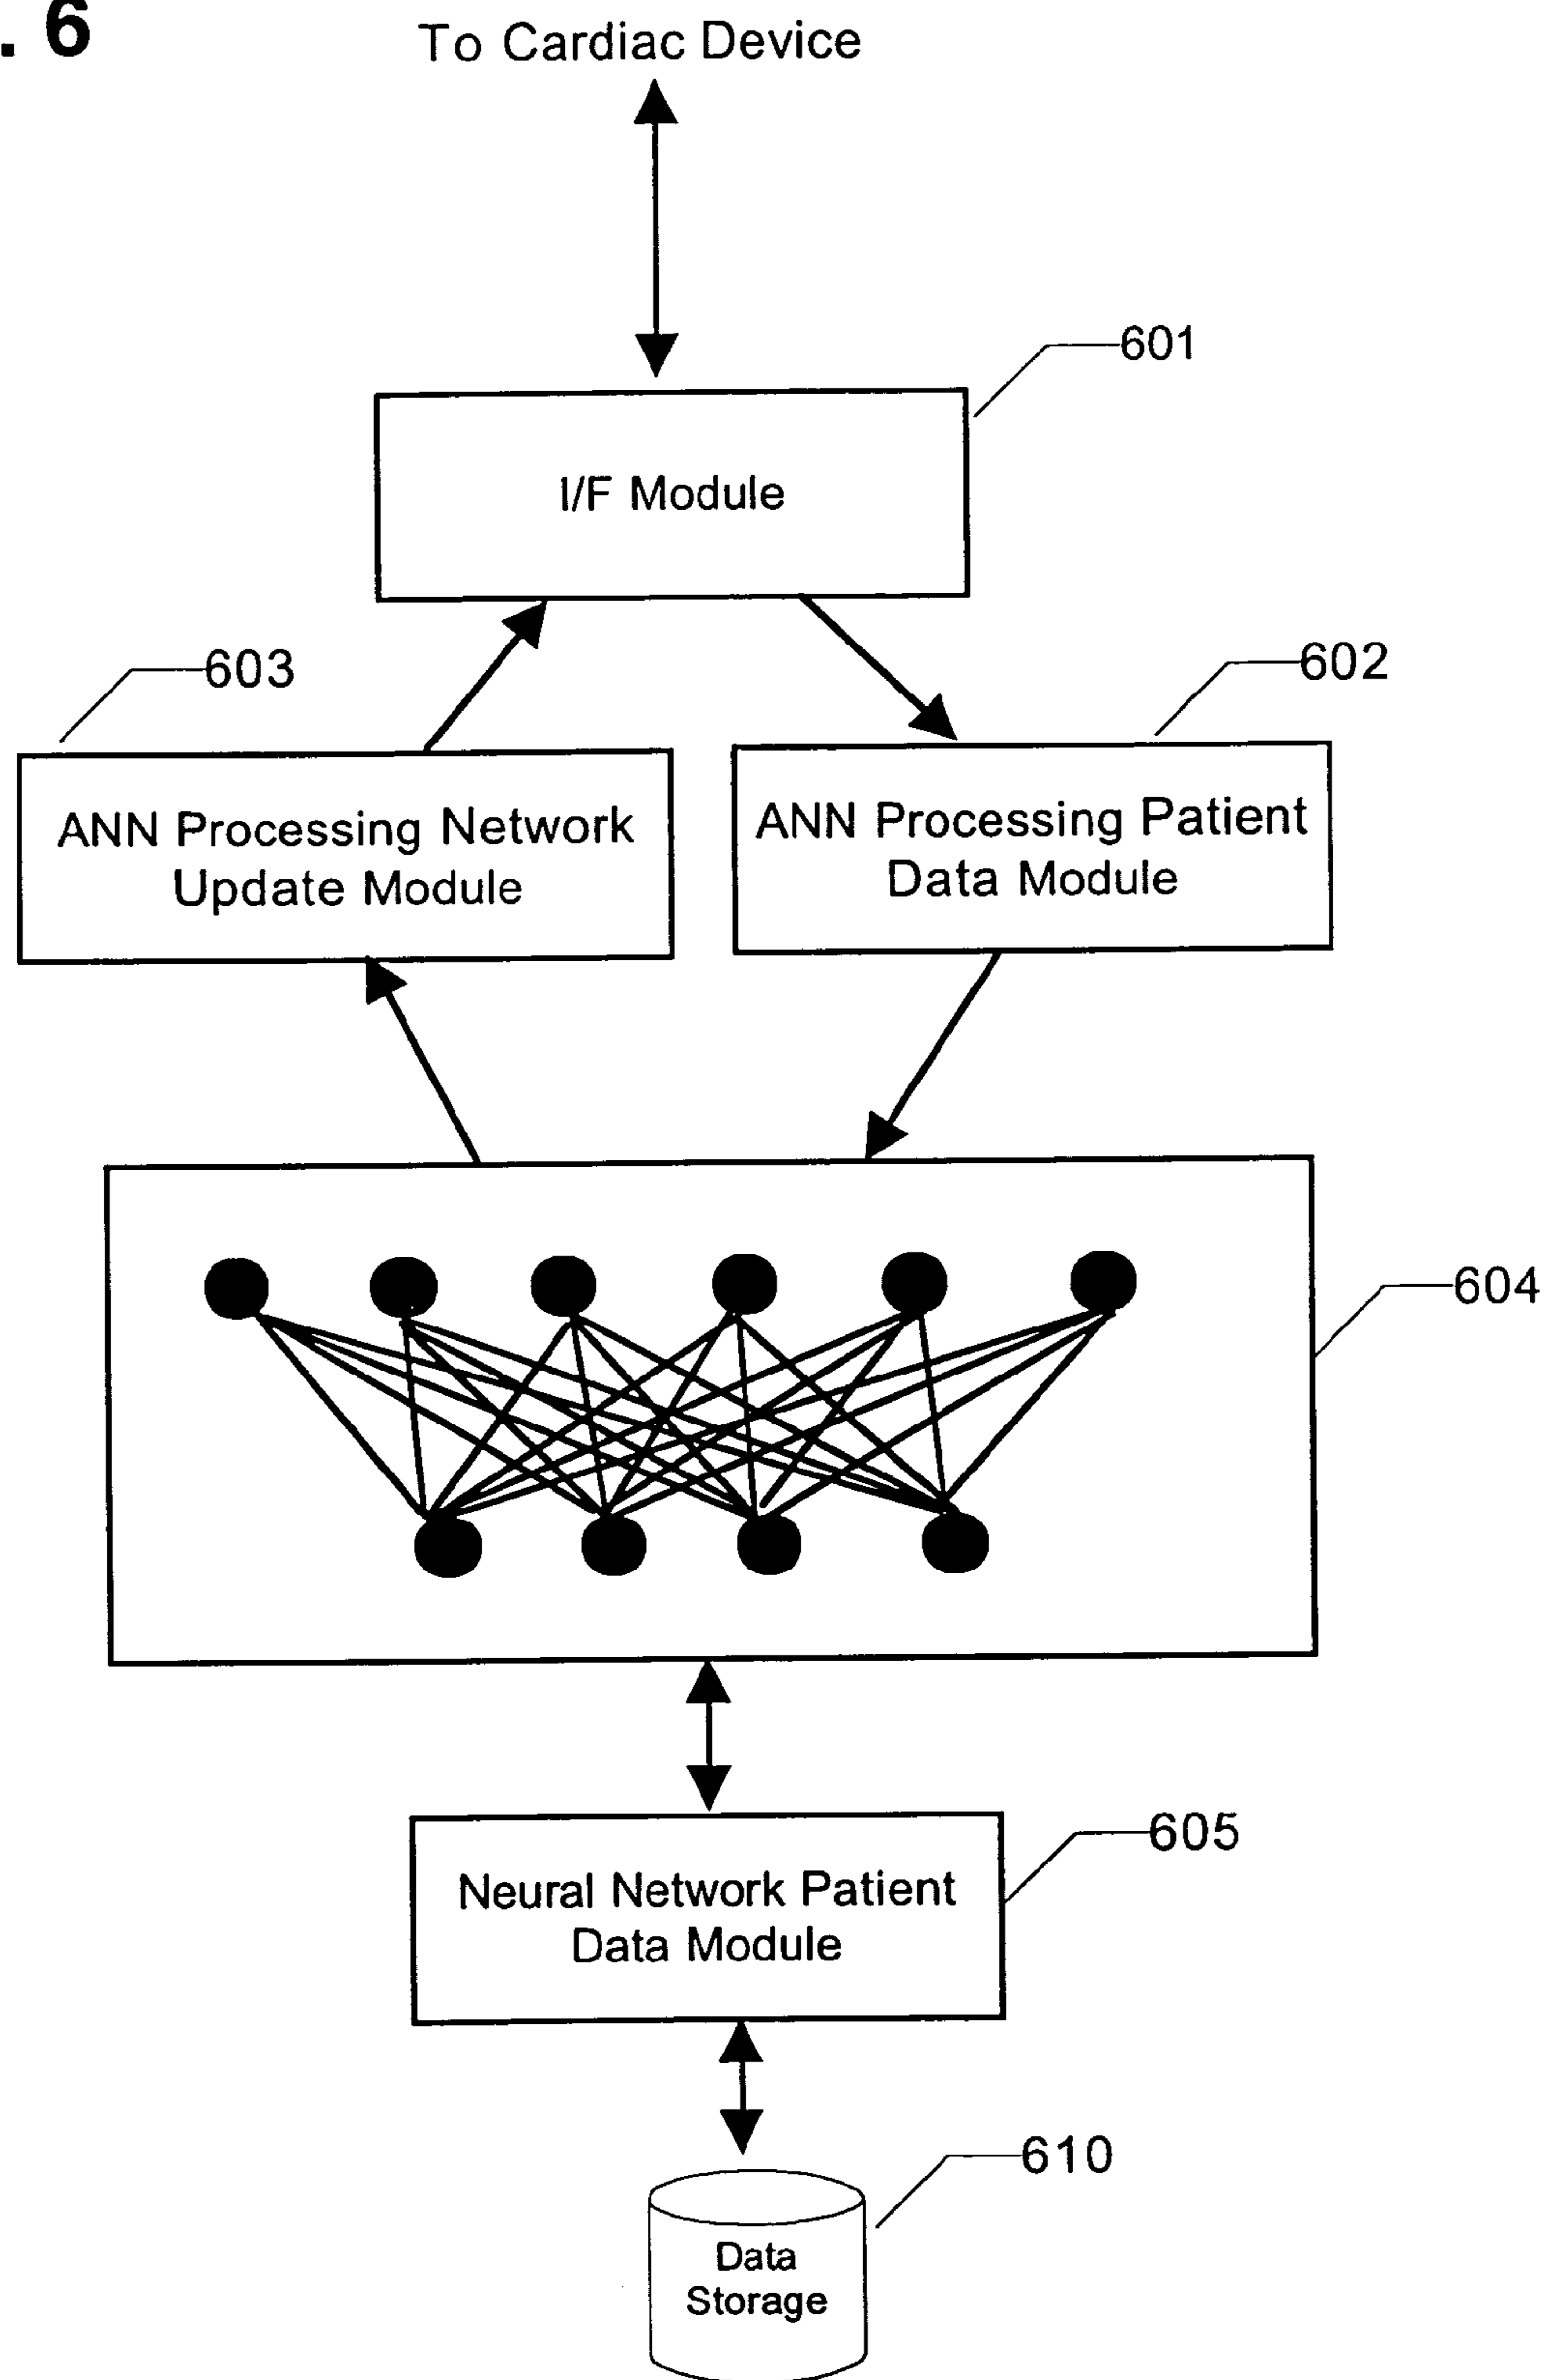 . 6
To Cardiac Device
601
I/F Module
603
602
ANN Processing Network
Update Module
ANN Processing Patient
Data Module
604
605
Neural Network Patient
Data Module
610
Data
Storage